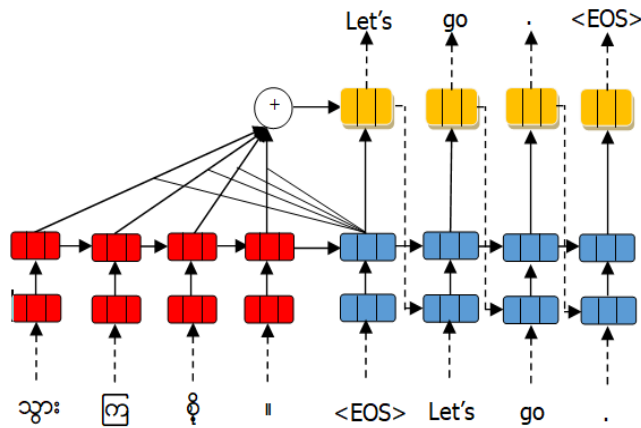 Let's go . <EOS>
+
သွား ကြ စို့ ။ <EOS> Let's go .